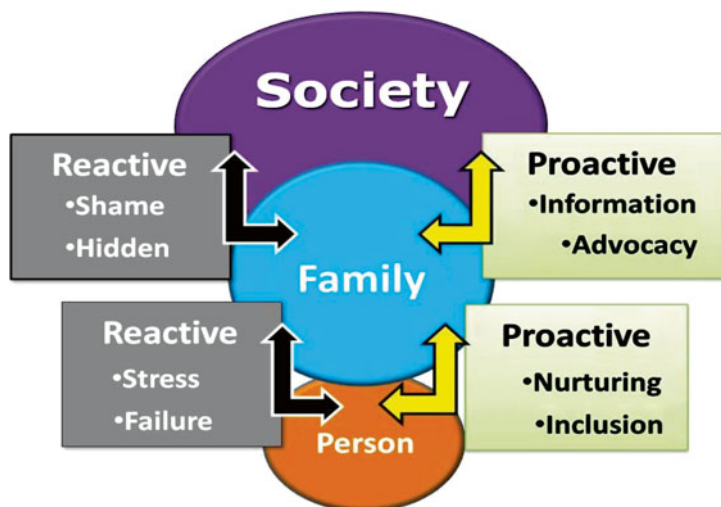 Society
Reactive
•Shame
•Hidden
Proactive
•Information
•Advocacy
Family
Reactive
•Stress
•Failure
Proactive
•Nurturing
•Inclusion
Person